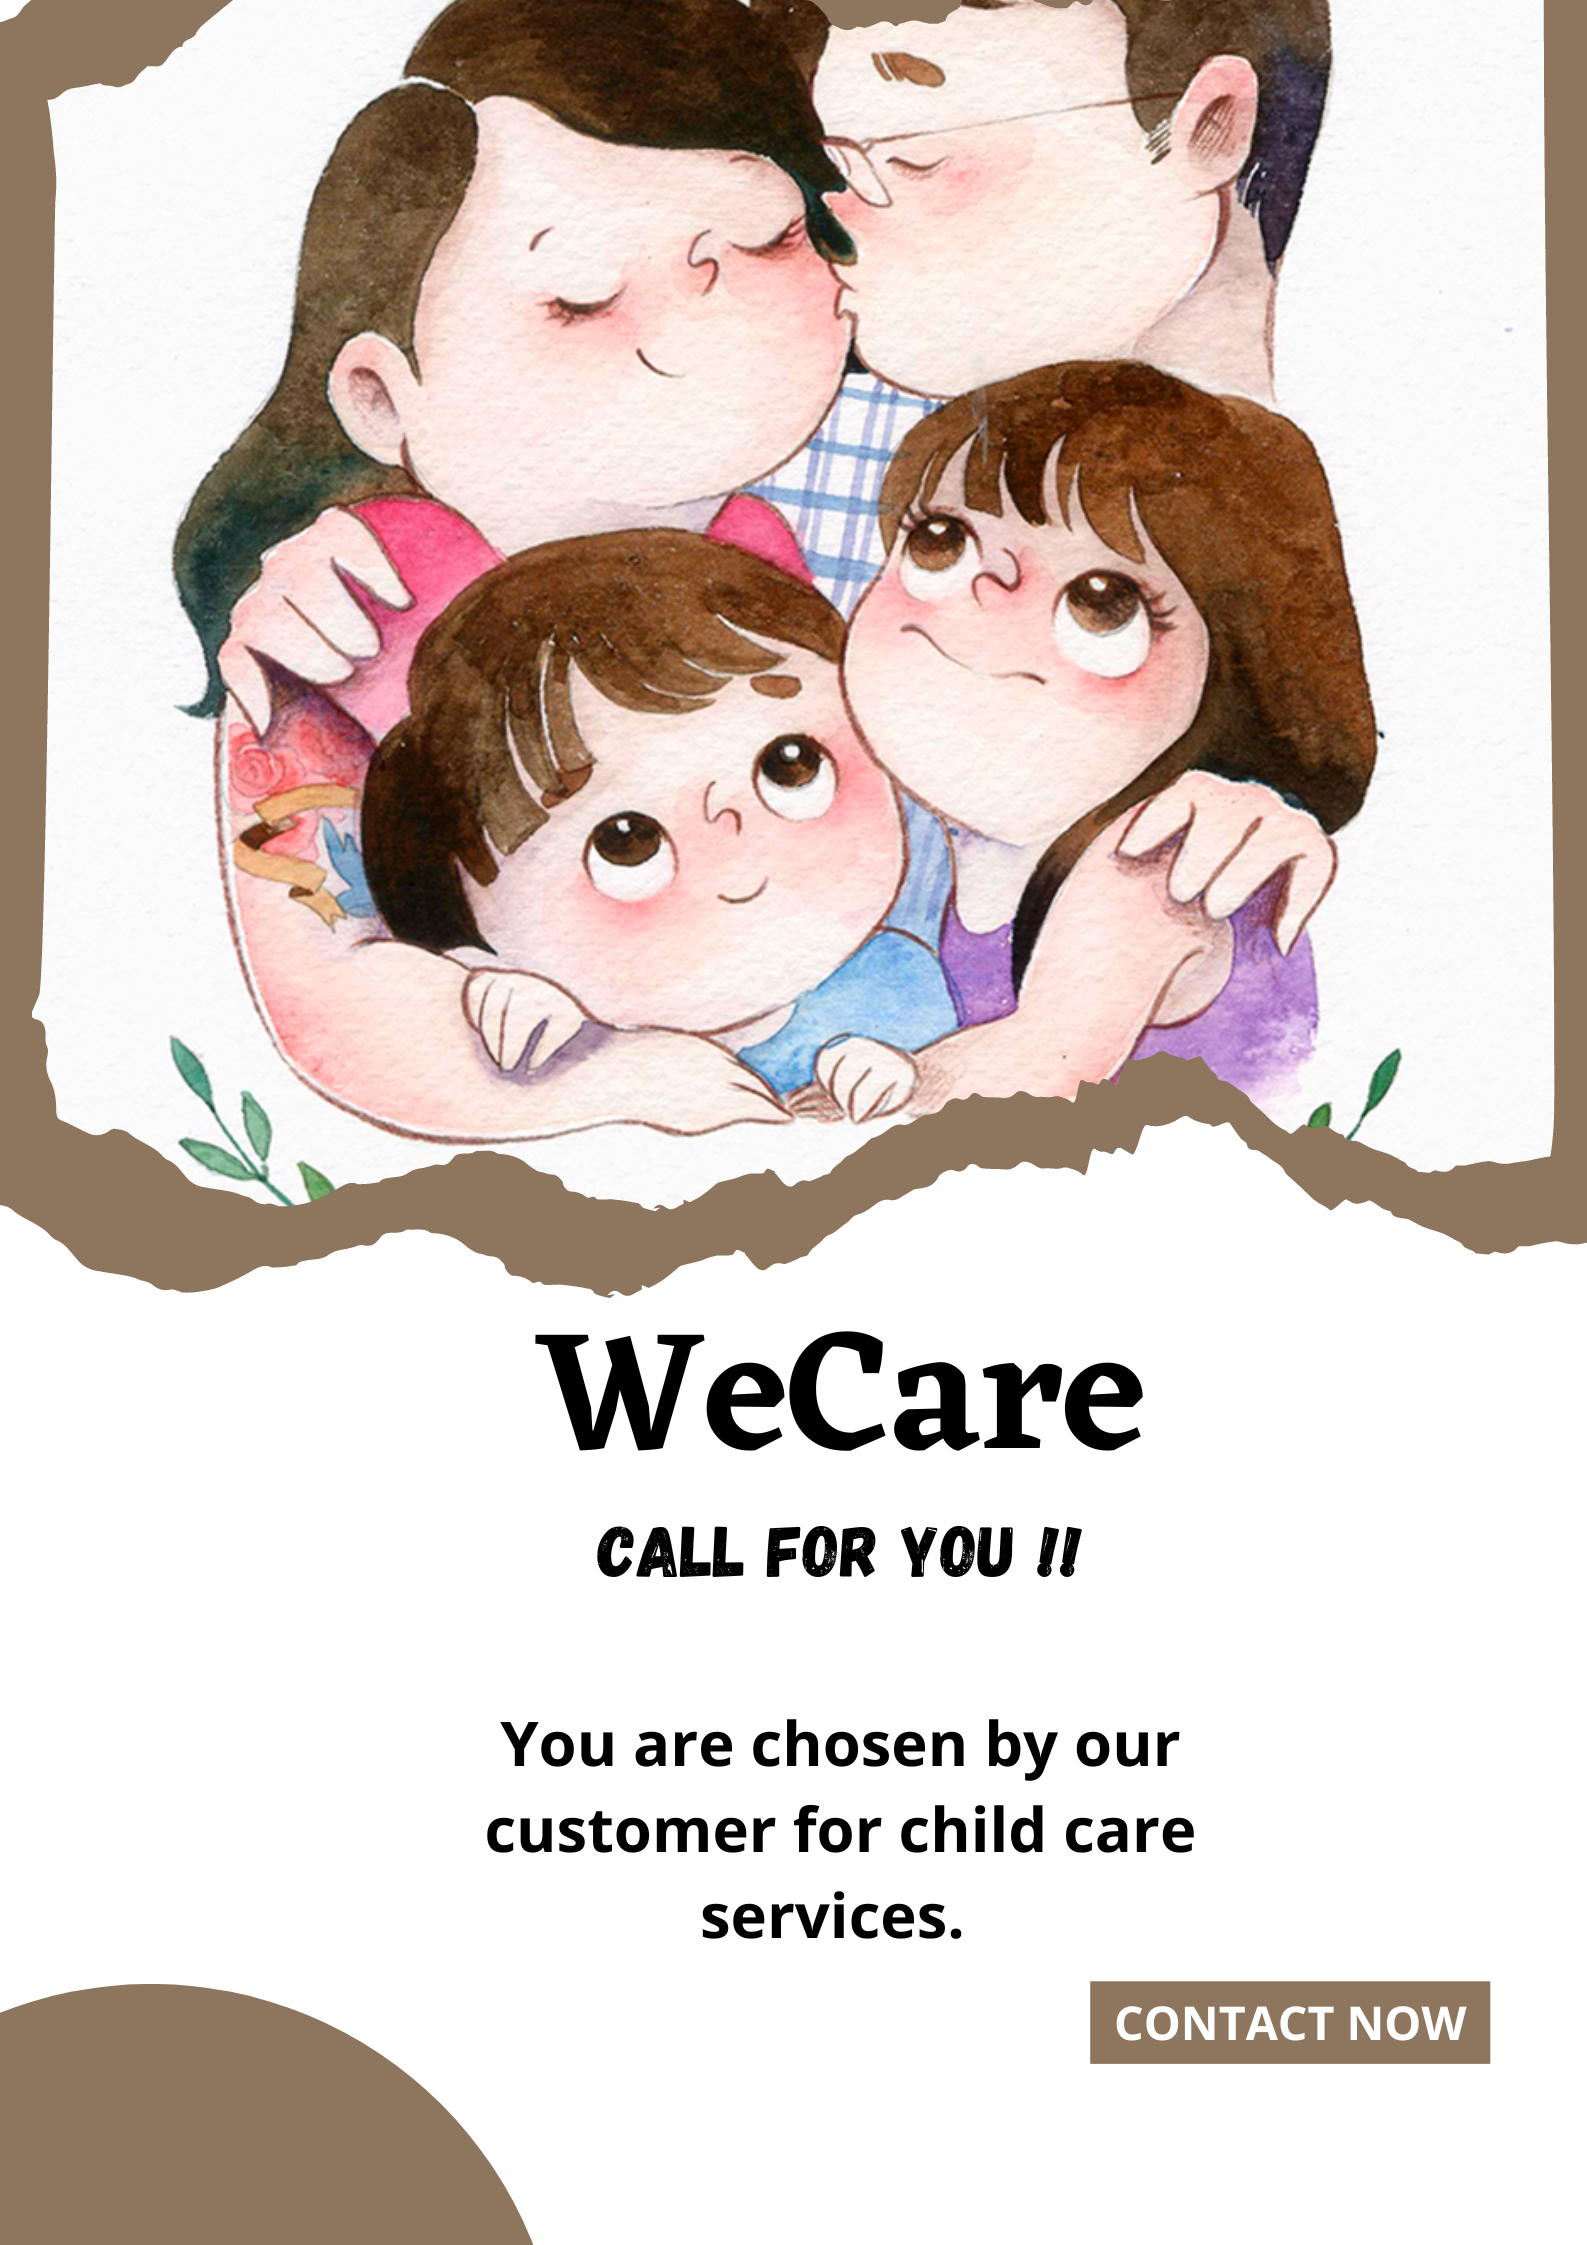 WeCare
CALL FOR YOU !!
You are chosen by our
customer for child care
services.
CONTACT NOW